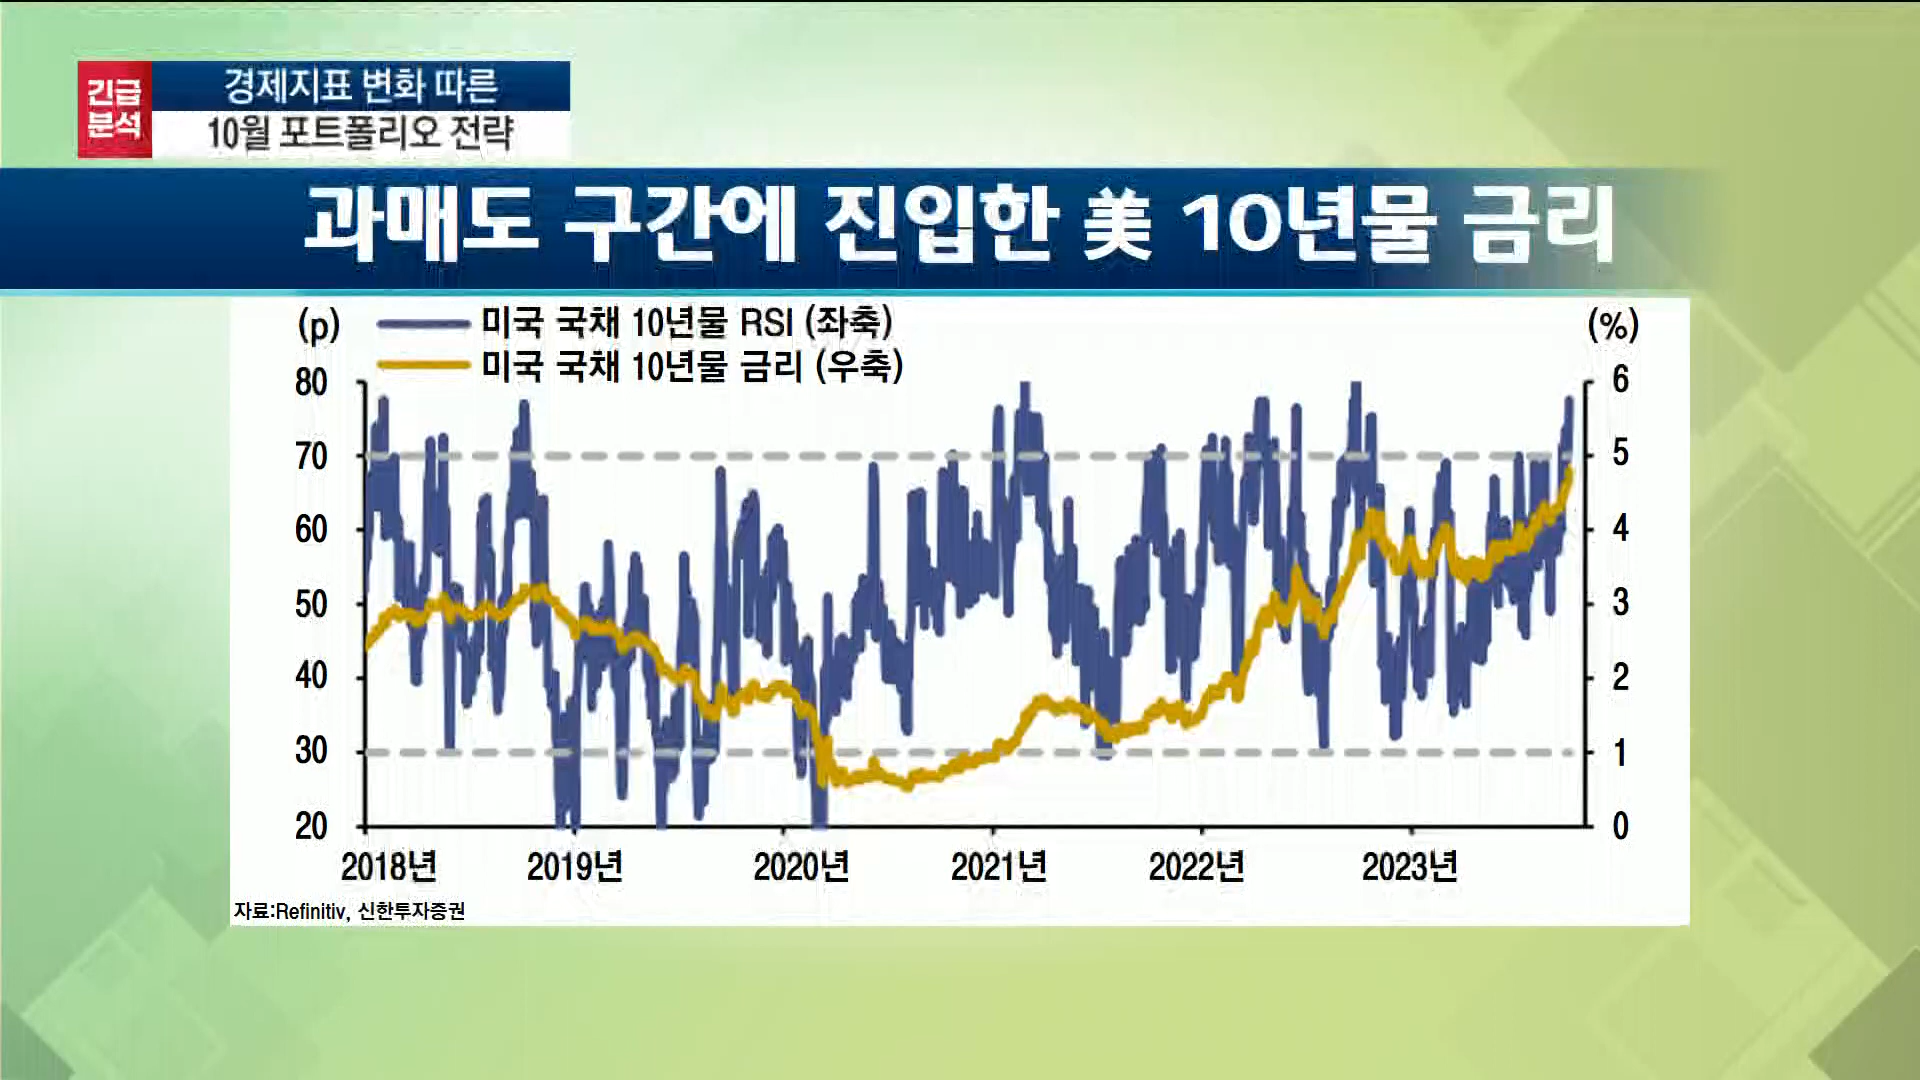 긴급
분석
경제지표 변화 따른
10월 포트폴리오 전략
과매도 구간에 진입한 美 10년물 금리
(p)
미국 국채 10년물 RSI (좌축)
미국 국채 10년물 금리 (우축)
(%)
80
70
60
50
40
30
20
6
5
4
3
2
1
0
2018년 2019년 2020년 2021년 2022년 2023년
자료:Refinitiv, 신한투자증권